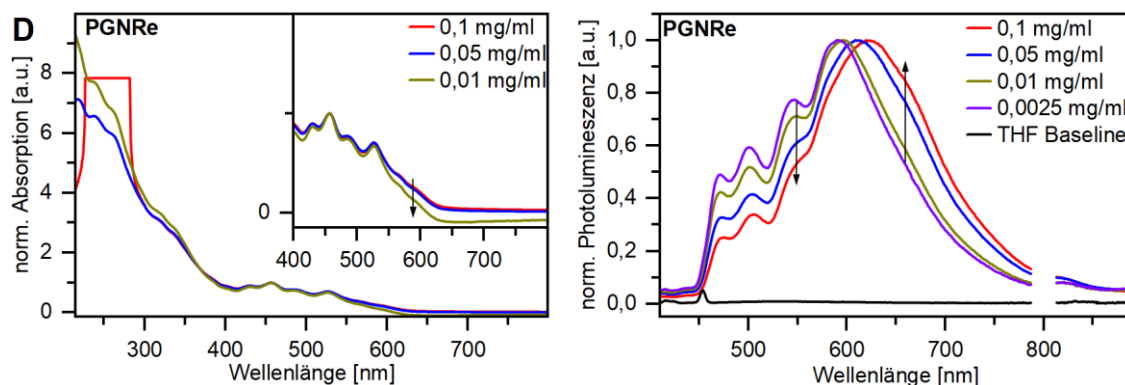 D
PGNRe
0,1 mg/ml
0,05 mg/ml
0,01 mg/ml
norm. Absorption [a.u.]
8
6
4
2
0
0
400 500 600 700
300 400 500 600 700
Wellenlänge [nm]
PGNRe
0,1 mg/ml
0,05 mg/ml
0,01 mg/ml
0,0025 mg/ml
THF Baseline
norm. Photolumineszenz [a.u.]
1,0
0,8
0,6
0,4
0,2
0,0
500 600 700 800
Wellenlänge [nm]